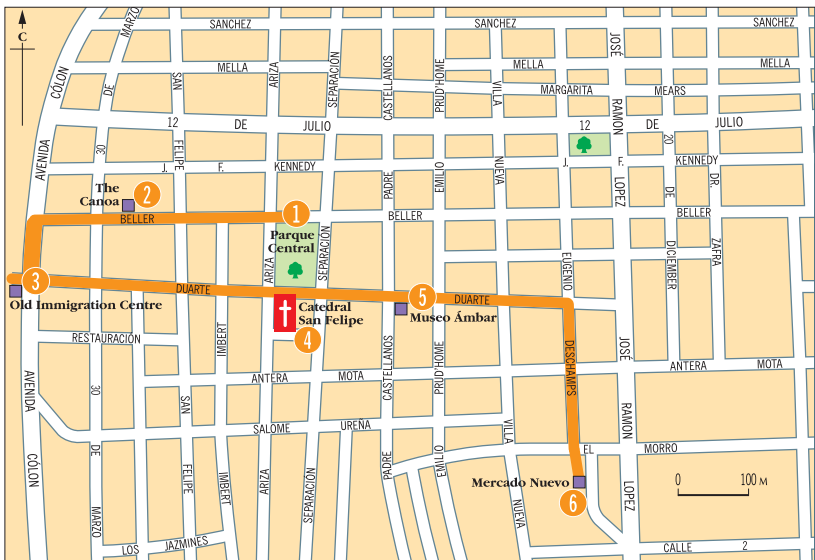 MARZO
SANCHEZ
SANCHEZ
SANCHEZ
C
JOSÉ
CÓLON
DE
SAN
MELLA
ARIZA
SEPARACIÓN
CASTELLANOS
PRUD'HOME
MELLA
MELLA
VILLA
MARGARITA
MEARS
RAMON
12
DE
JULIO
12
DE
JULIO
AVENIDA
30
FELIPE
20
J.
F.
KENNEDY
PADRE
EMILIO
NUEVA
J.
F.
KENNEDY
LOPEZ
DE
DR.
The
Canoa
2
BELLER
1
BELLER
BELLER
Parque
Central
ARIZA
SEPARACIÓN
EUGENIO
DICIEMBER
ZAFRA
3
DUARTE
5
DUARTE
Old Immigration Centre
Catedral
San Felipe
Museo Ámbar
4
RESTAURACIÓN
IMBERT
CASTELLANOS
PRUD'HOME
DESCHAMPS
JOSÉ
AVENIDA
30
ANTERA
MOTA
ANTERA
MOTA
SAN
SALOME
UREÑA
VILLA
RAMON
CÓLON
DE
FELIPE
IMBERT
ARIZA
SEPARACIÓN
PADRE
EMILIO
EL
MORRO
Mercado Nuevo
6
LOPEZ
0
100 M
MARZO
NUEVA
LOS
JAZMINES
CALLE
2